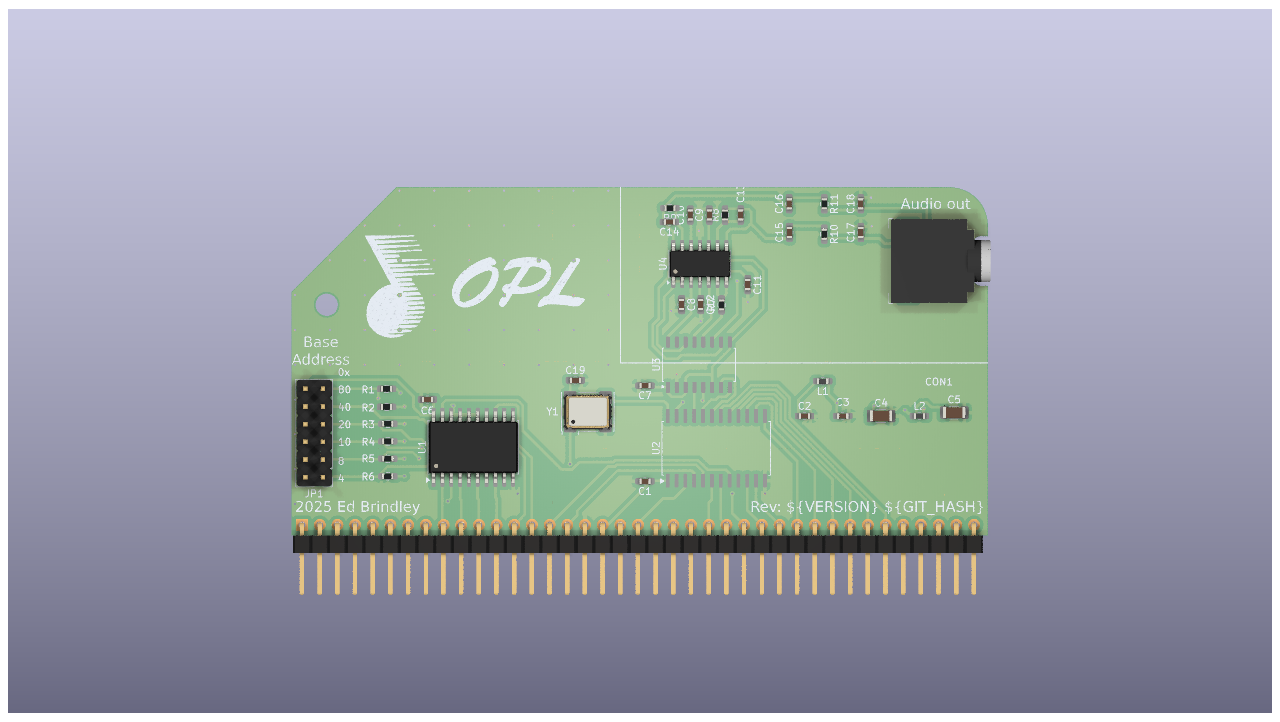 OPL
Audio out
C16
R11
C18
C15
R10
C17
C9
C14
U4
C11
C8
Base
Address
0x
80 R1
40 R2
20 R3
10 R4
8 R5
4 R6
JP1
C6
U1
C19
Y1
C7
U3
U2
C1
L1
C2
C3
C4
L2
C5
CON1
2025 Ed Brindley
Rev: ${VERSION} ${GIT_HASH}